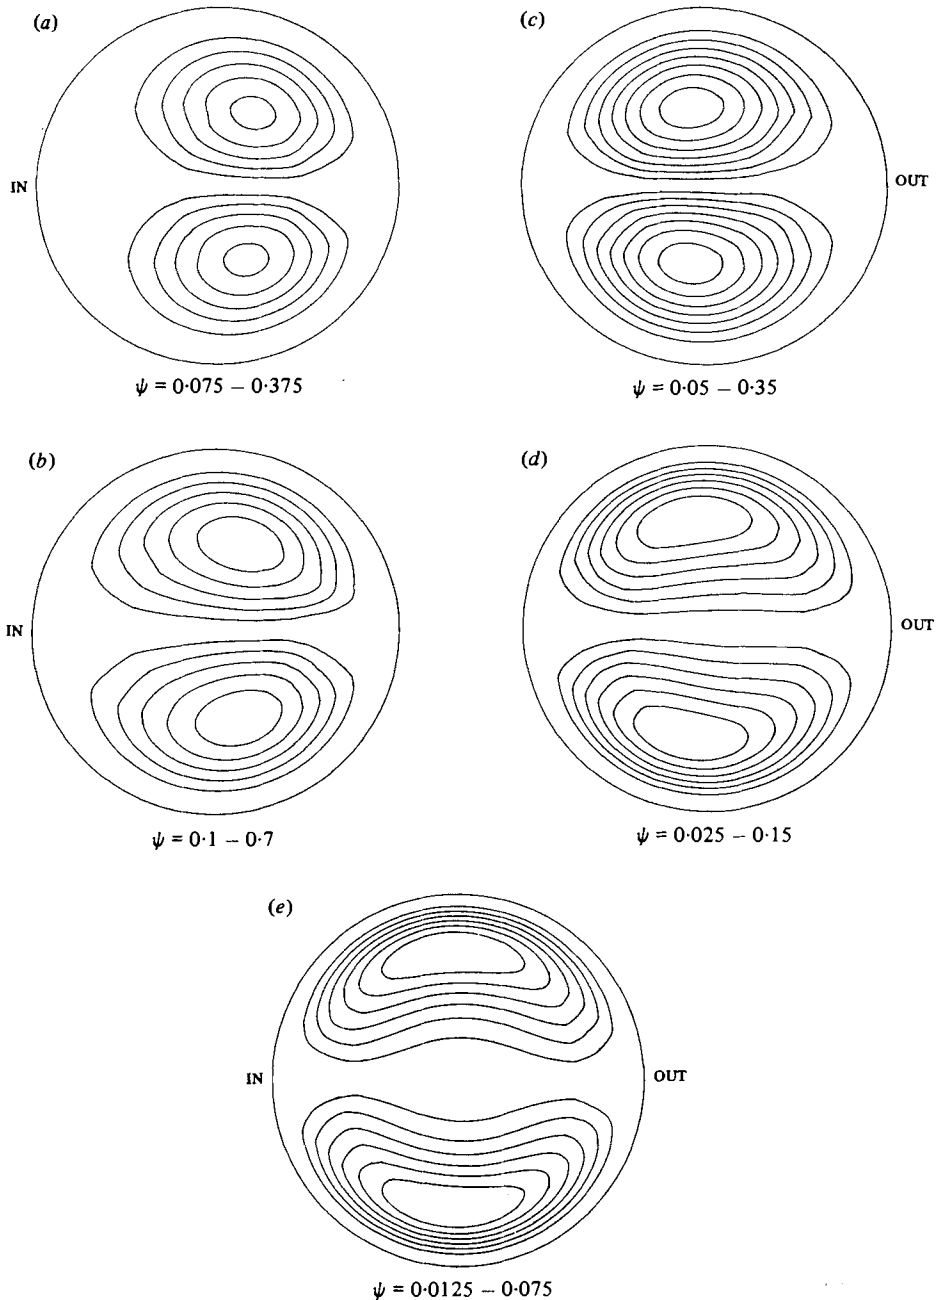 (a)
(c)
IN
OUT
ψ = 0·075 – 0·375
ψ = 0·05 – 0·35
(b)
(d)
IN
OUT
ψ = 0·1 – 0·7
ψ = 0·025 – 0·15
(e)
IN
OUT
ψ = 0·0125 – 0·075